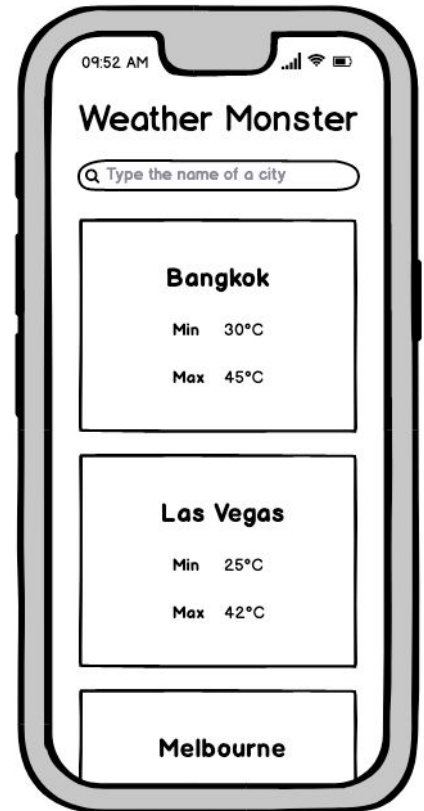 09:52 AM
Weather Monster
Type the name of a city
Bangkok
Min 30°C
Max 45°C
Las Vegas
Min 25°C
Max 42°C
Melbourne